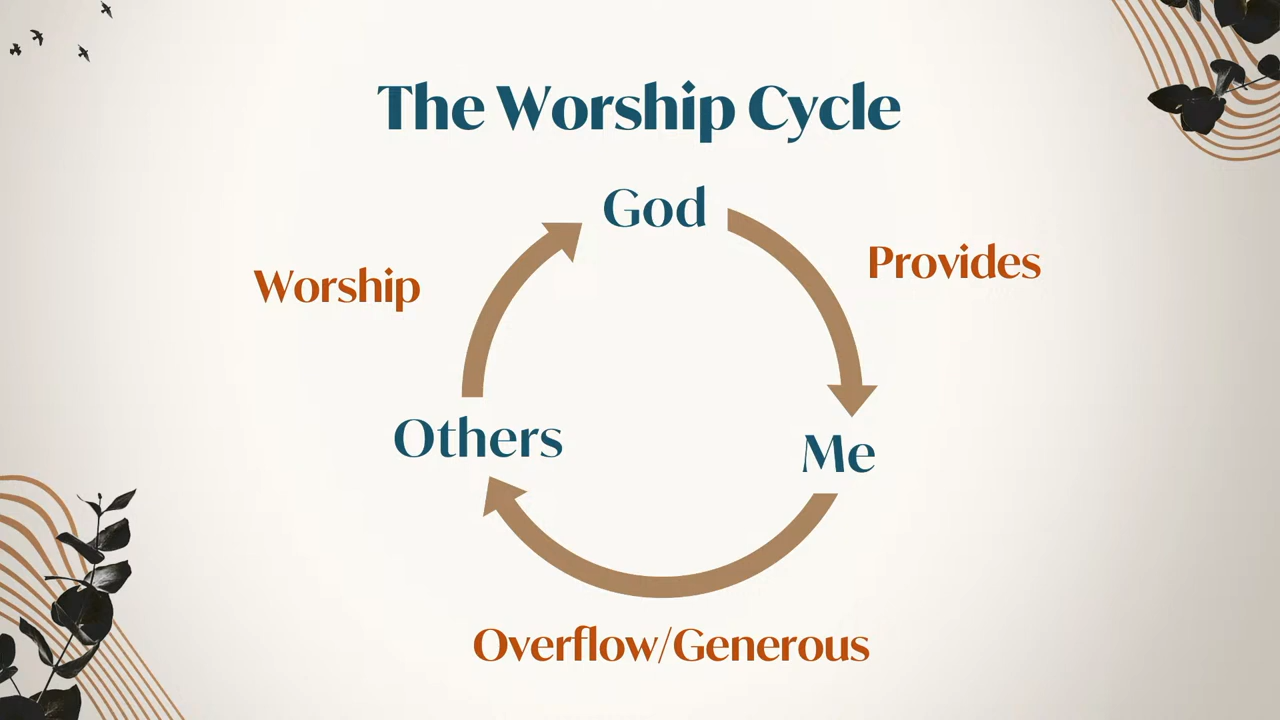 The Worship Cycle
God
Provides
Worship
Others
Me
Overflow/Generous